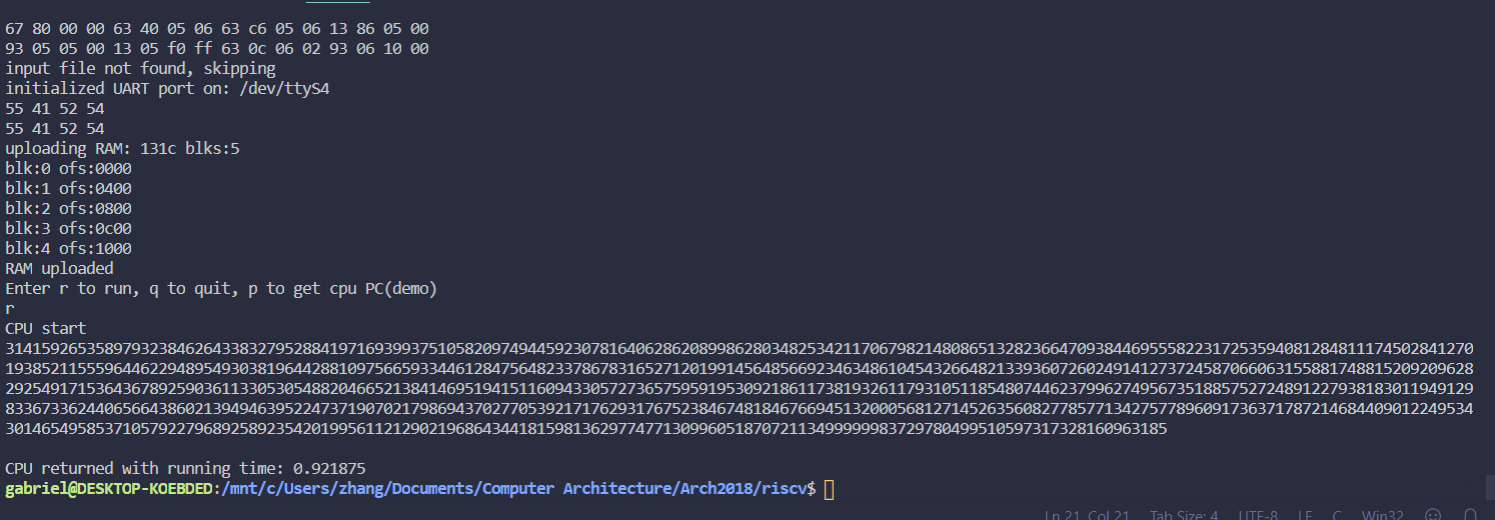 67 80 00 00 63 40 05 06 63 c6 05 06 13 86 05 00
93 05 05 00 13 05 f0 ff 63 0c 06 02 93 06 10 00
input file not found, skipping
initialized UART port on: /dev/ttyS4
55 41 52 54
55 41 52 54
uploading RAM: 131c blks:5
blk:0 ofs:0000
blk:1 ofs:0400
blk:2 ofs:0800
blk:3 ofs:0c00
blk:4 ofs:1000
RAM uploaded
Enter r to run, q to quit, p to get cpu PC(demo)
r
CPU start
3141592653589793238462643383279528841971693993751058209749445923078164062862089986280348253421170679821480865132823664709384469555822317253594081284811174502841270
1938521155596446229489549303819644288109756659334461284756482337867831652712019914564856692346348610454326648213393607260249141273724587066063155881748815209209628
2925491715364367892590361133053054882046652138414695194151160943305727365759591953092186117381932611793105118548074462379962749567351885752724891227938183011949129
8336733624406566438602139494639522473719070217986943702770539217176293176752384674818467669451320005681271452635608277857713427577896091736371787214684409012249534
30146549585371057922796892589235420199561121290219686434418159813629774771309960518707211349999998372978049951059731732816096318​5

CPU returned with running time: 0.921875
gabriel@DESKTOP-KOEBDED:/mnt/c/Users/zhang/Documents/Computer Architecture/Arch2018/riscv$
Ln 21, Col 21 Tab Size: 4 UTF-8 LF C Win32